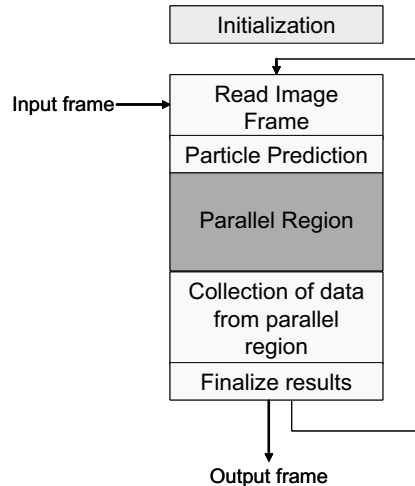 Initialization
Input frame
Read Image
Frame
Particle Prediction
Parallel Region
Collection of data
from parallel
region
Finalize results
Output frame